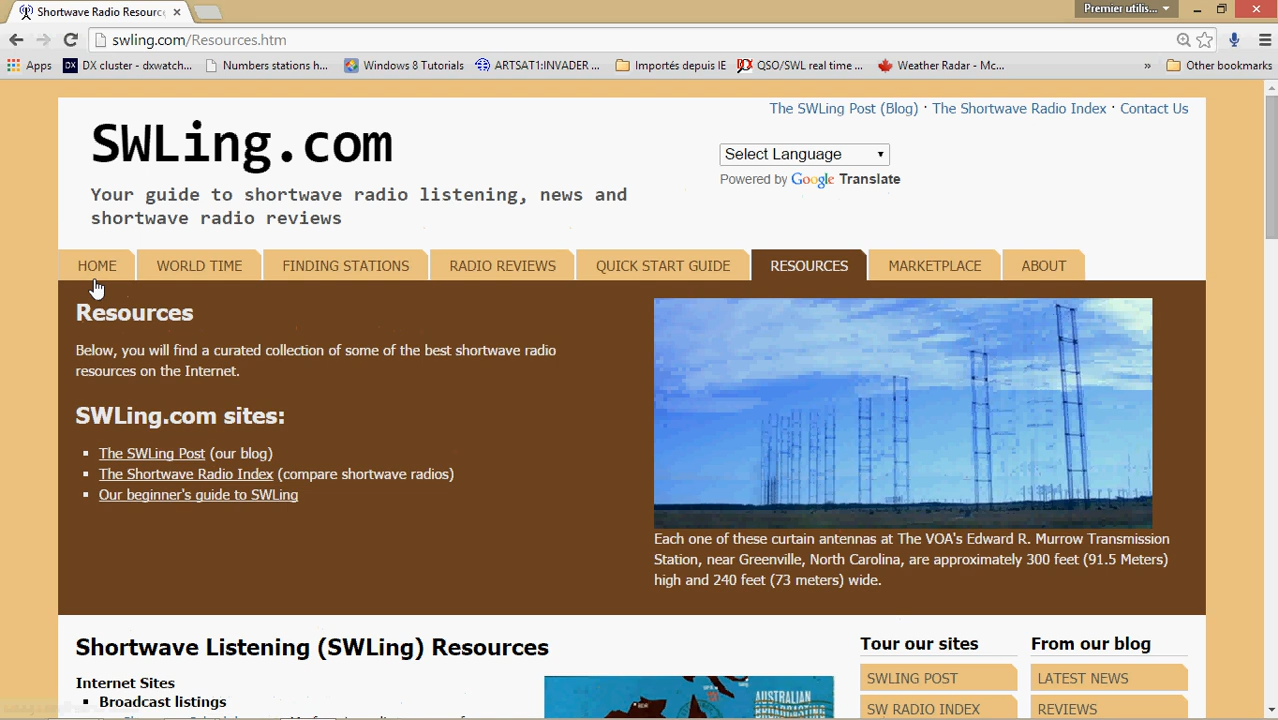 Shortwave Radio Resourc
Premier utilis...
swling.com/Resources.htm
Apps
DX cluster - dxwatch...
Numbers stations h...
Windows 8 Tutorials
ARTSAT1:INVADER ...
Importés depuis IE
QSO/SWL real time ...
Weather Radar - Mc...
»
Other bookmarks
The SWLing Post (Blog) · The Shortwave Radio Index · Contact Us
SWLing.com
Select Language
Powered by Google Translate
Your guide to shortwave radio listening, news and
shortwave radio reviews
HOME
WORLD TIME
FINDING STATIONS
RADIO REVIEWS
QUICK START GUIDE
RESOURCES
MARKETPLACE
ABOUT
Resources
Below, you will find a curated collection of some of the best shortwave radio
resources on the Internet.
SWLing.com sites:
The SWLing Post (our blog)
The Shortwave Radio Index (compare shortwave radios)
Our beginner's guide to SWLing
Each one of these curtain antennas at The VOA's Edward R. Murrow Transmission
Station, near Greenville, North Carolina, are approximately 300 feet (91.5 Meters)
high and 240 feet (73 meters) wide.
Shortwave Listening (SWLing) Resources
Internet Sites
Broadcast listings
AUSTRALIAN
BROADCASTING
Tour our sites
SWLING POST
SW RADIO INDEX
From our blog
LATEST NEWS
REVIEWS